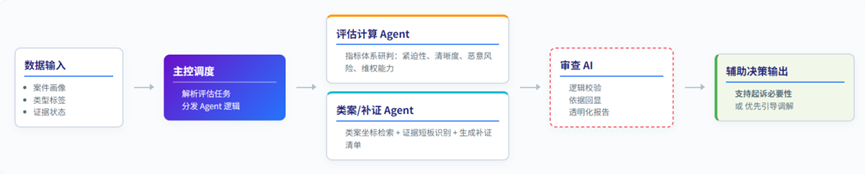 数据输入
案件画像
类型标签
证据状态
主控调度
解析评估任务
分发 Agent 逻辑
评估计算 Agent
指标体系研判：紧迫性、清晰度、恶意风
险、维权能力
类案/补证 Agent
类案坐标检索 + 证据短板识别 + 生成补证
清单
审查 AI
逻辑校验
依据回显
透明化报告
辅助决策输出
支持起诉必要性
或 优先引导调解